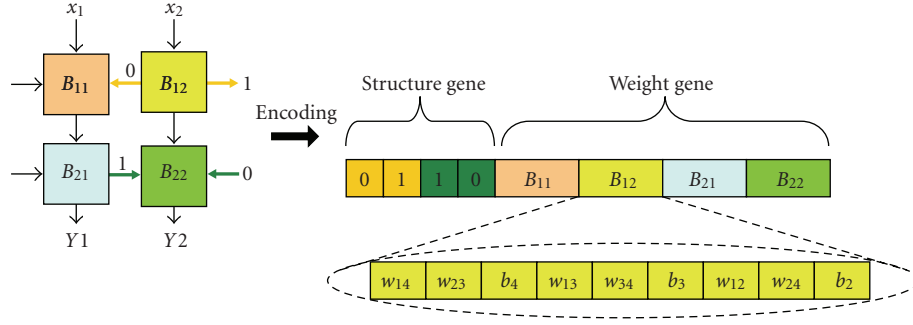 x1 x2
0 1
B11 B12
Encoding
Structure gene Weight gene
1 0
B21 B22
0 1 1 0 B11 B12 B21 B22
Y1 Y2
w14 w23 b4 w13 w34 b3 w12 w24 b2